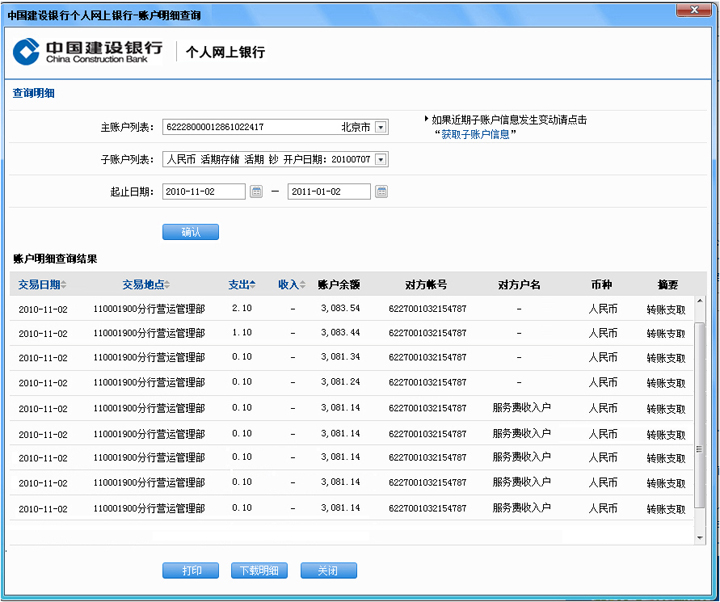 中国建设银行个人网上银行-账户明细查询
中国建设银行 个人网上银行
China Construction Bank
查询明细
主账户列表： 62228000012861022417 北京市
如果近期子账户信息发生变动请点击
“获取子账户信息”
子账户列表： 人民币 活期存储 活期 钞 开户日期：20100707
起止日期： 2010-11-02 — 2011-01-02
确认
账户明细查询结果
交易日期 交易地点 支出 收入 账户余额 对方帐号 对方户名 币种 摘要
2010-11-02 110001900分行营运管理部 2.10 - 3,083.54 6227001032154787 - 人民币 转账支取
2010-11-02 110001900分行营运管理部 1.10 - 3,083.44 6227001032154787 - 人民币 转账支取
2010-11-02 110001900分行营运管理部 0.10 - 3,081.34 6227001032154787 - 人民币 转账支取
2010-11-02 110001900分行营运管理部 0.10 - 3,081.24 6227001032154787 - 人民币 转账支取
2010-11-02 110001900分行营运管理部 0.10 - 3,081.14 6227001032154787 服务费收入户 人民币 转账支取
2010-11-02 110001900分行营运管理部 0.10 - 3,081.14 6227001032154787 服务费收入户 人民币 转账支取
2010-11-02 110001900分行营运管理部 0.10 - 3,081.14 6227001032154787 服务费收入户 人民币 转账支取
2010-11-02 110001900分行营运管理部 0.10 - 3,081.14 6227001032154787 服务费收入户 人民币 转账支取
2010-11-02 110001900分行营运管理部 0.10 - 3,081.14 6227001032154787 服务费收入户 人民币 转账支取
打印 下载明细 关闭